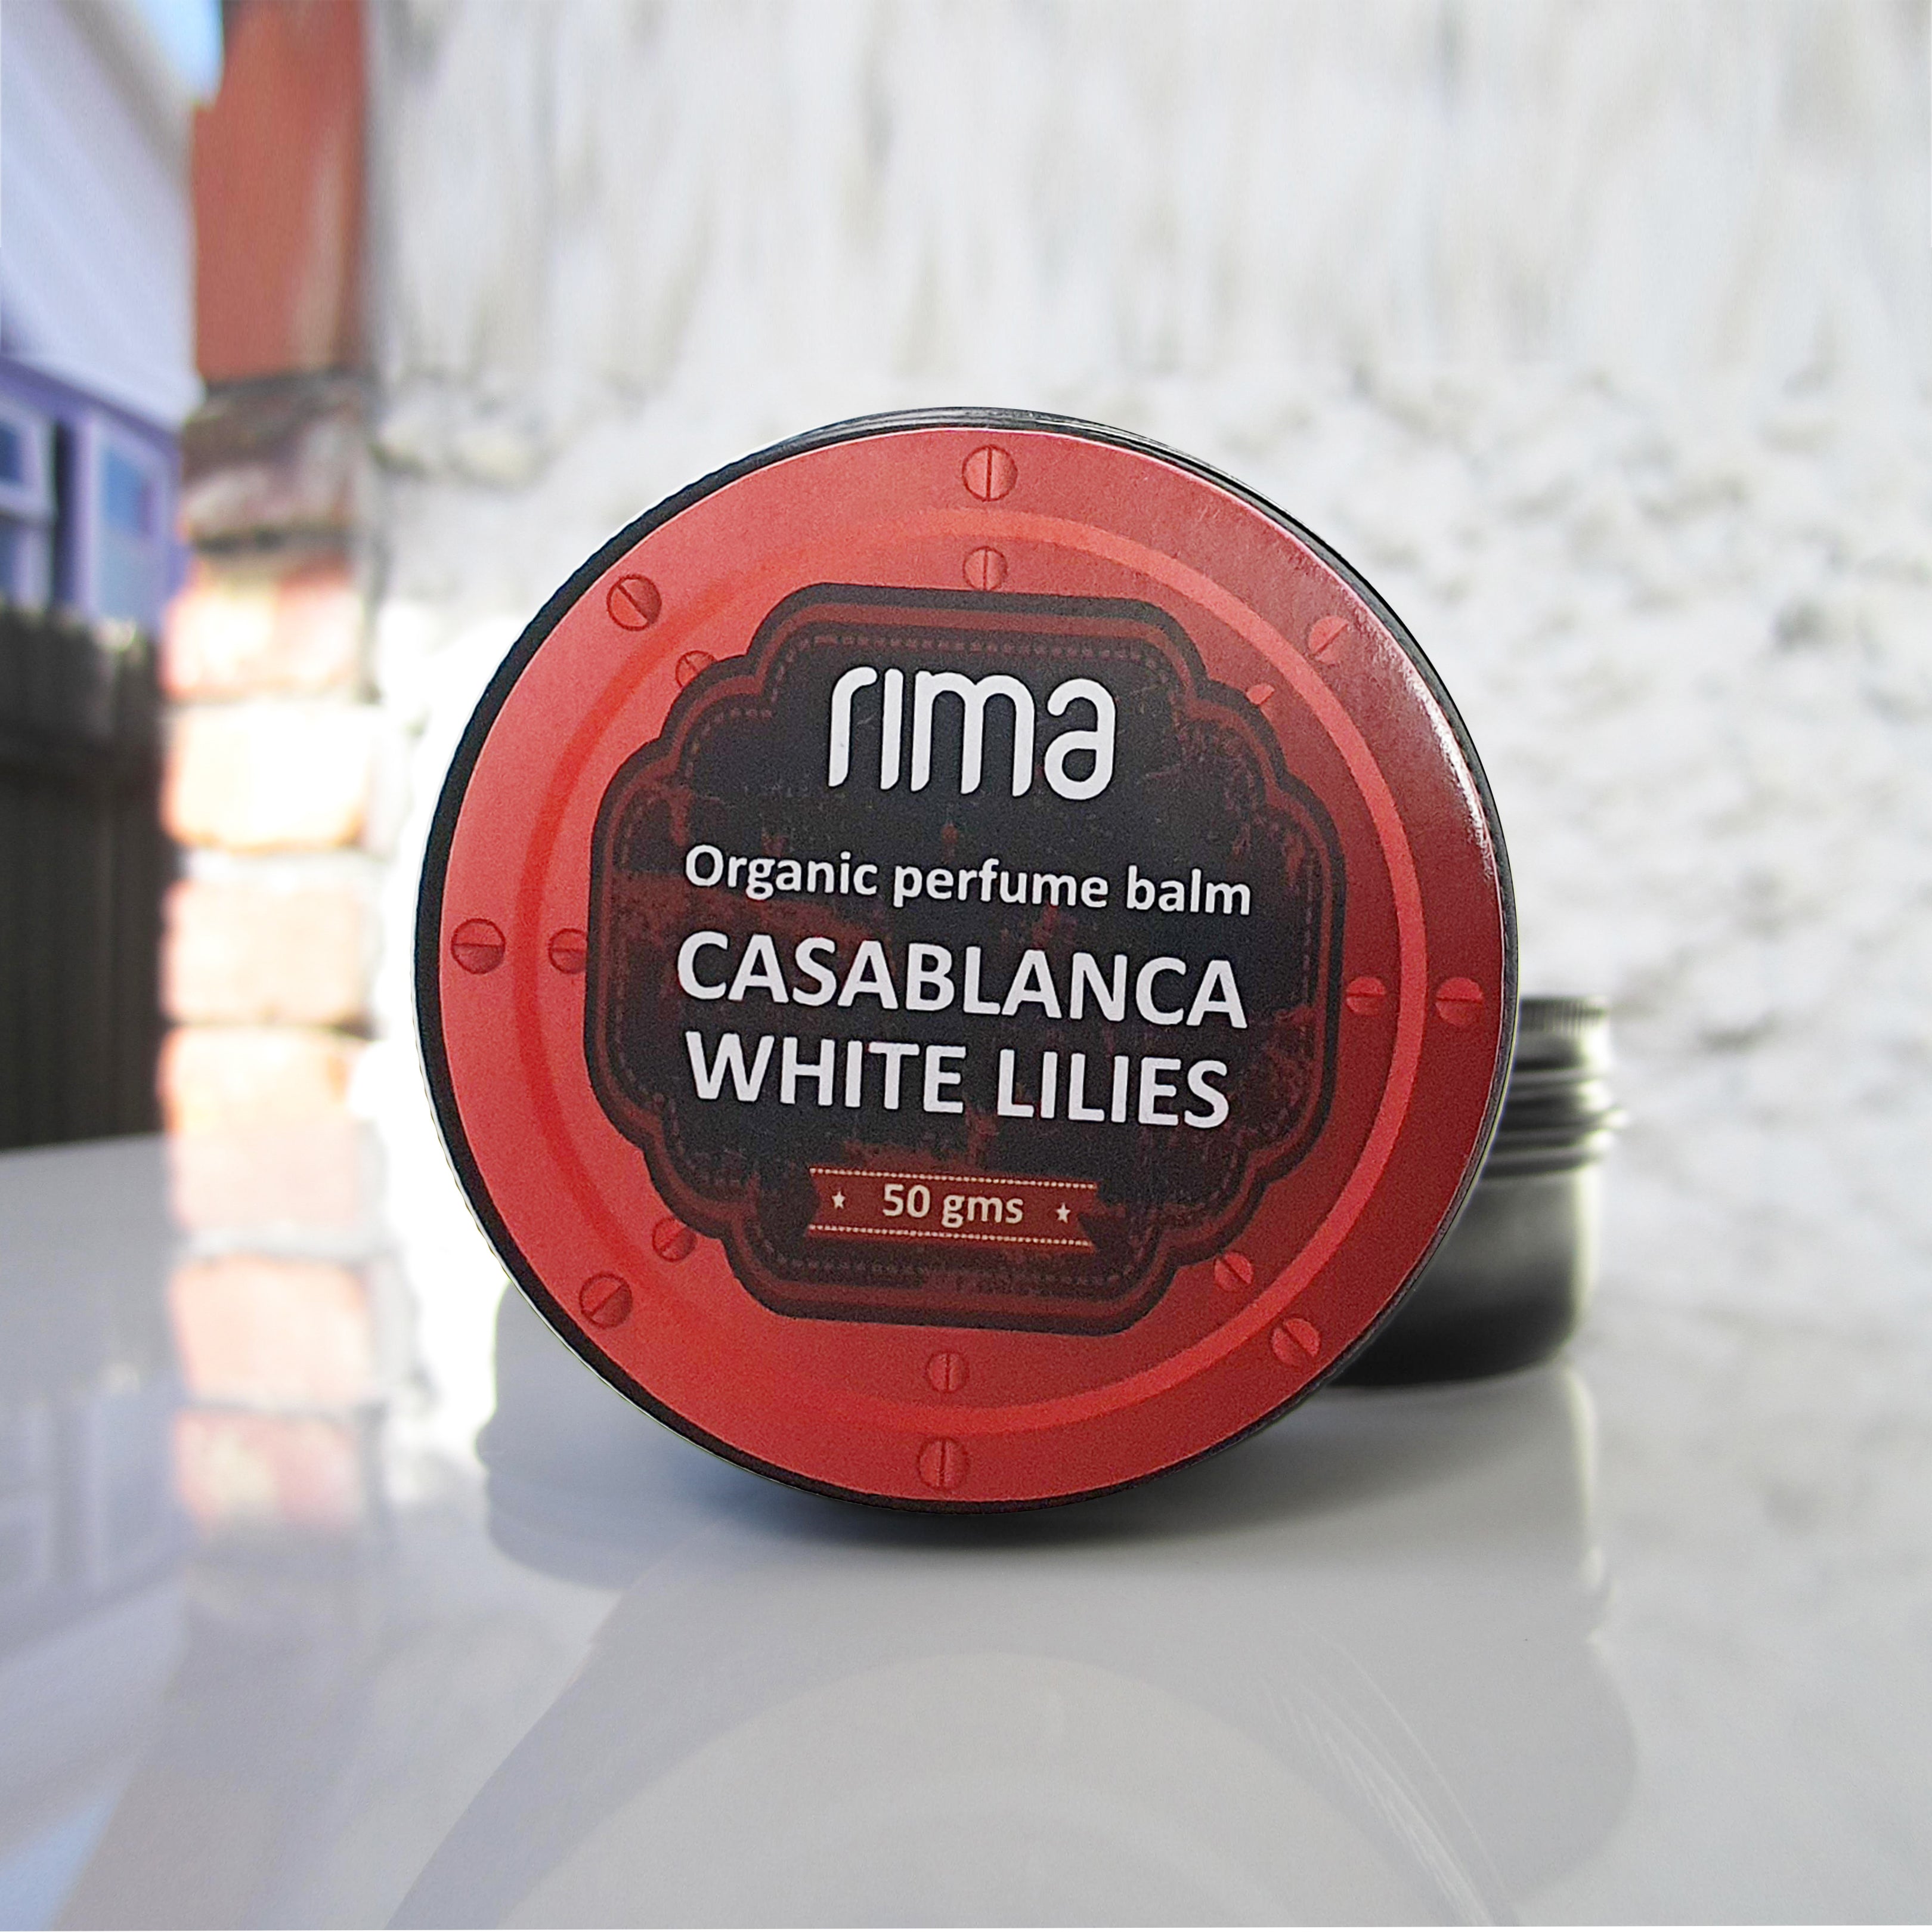 rima
Organic perfume balm
CASABLANCA
WHITE LILIES
50 gms